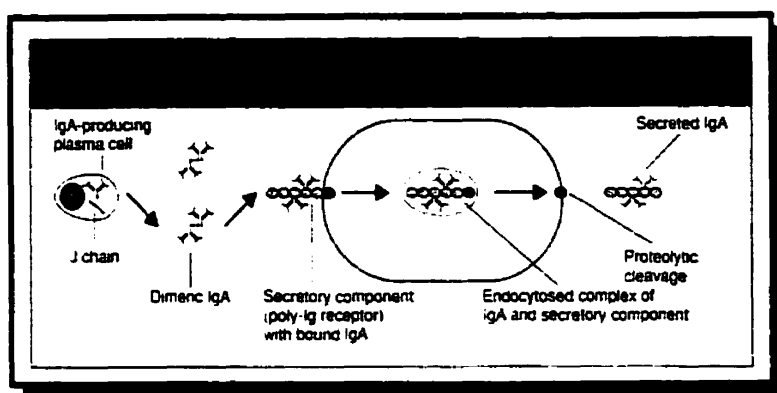 IgA-producing
plasma cell
J chain
Dimeric IgA
Secretory component
(poly-Ig receptor)
with bound IgA
Endocytosed complex of
IgA and secretory component
Proteolytic
cleavage
Secreted IgA